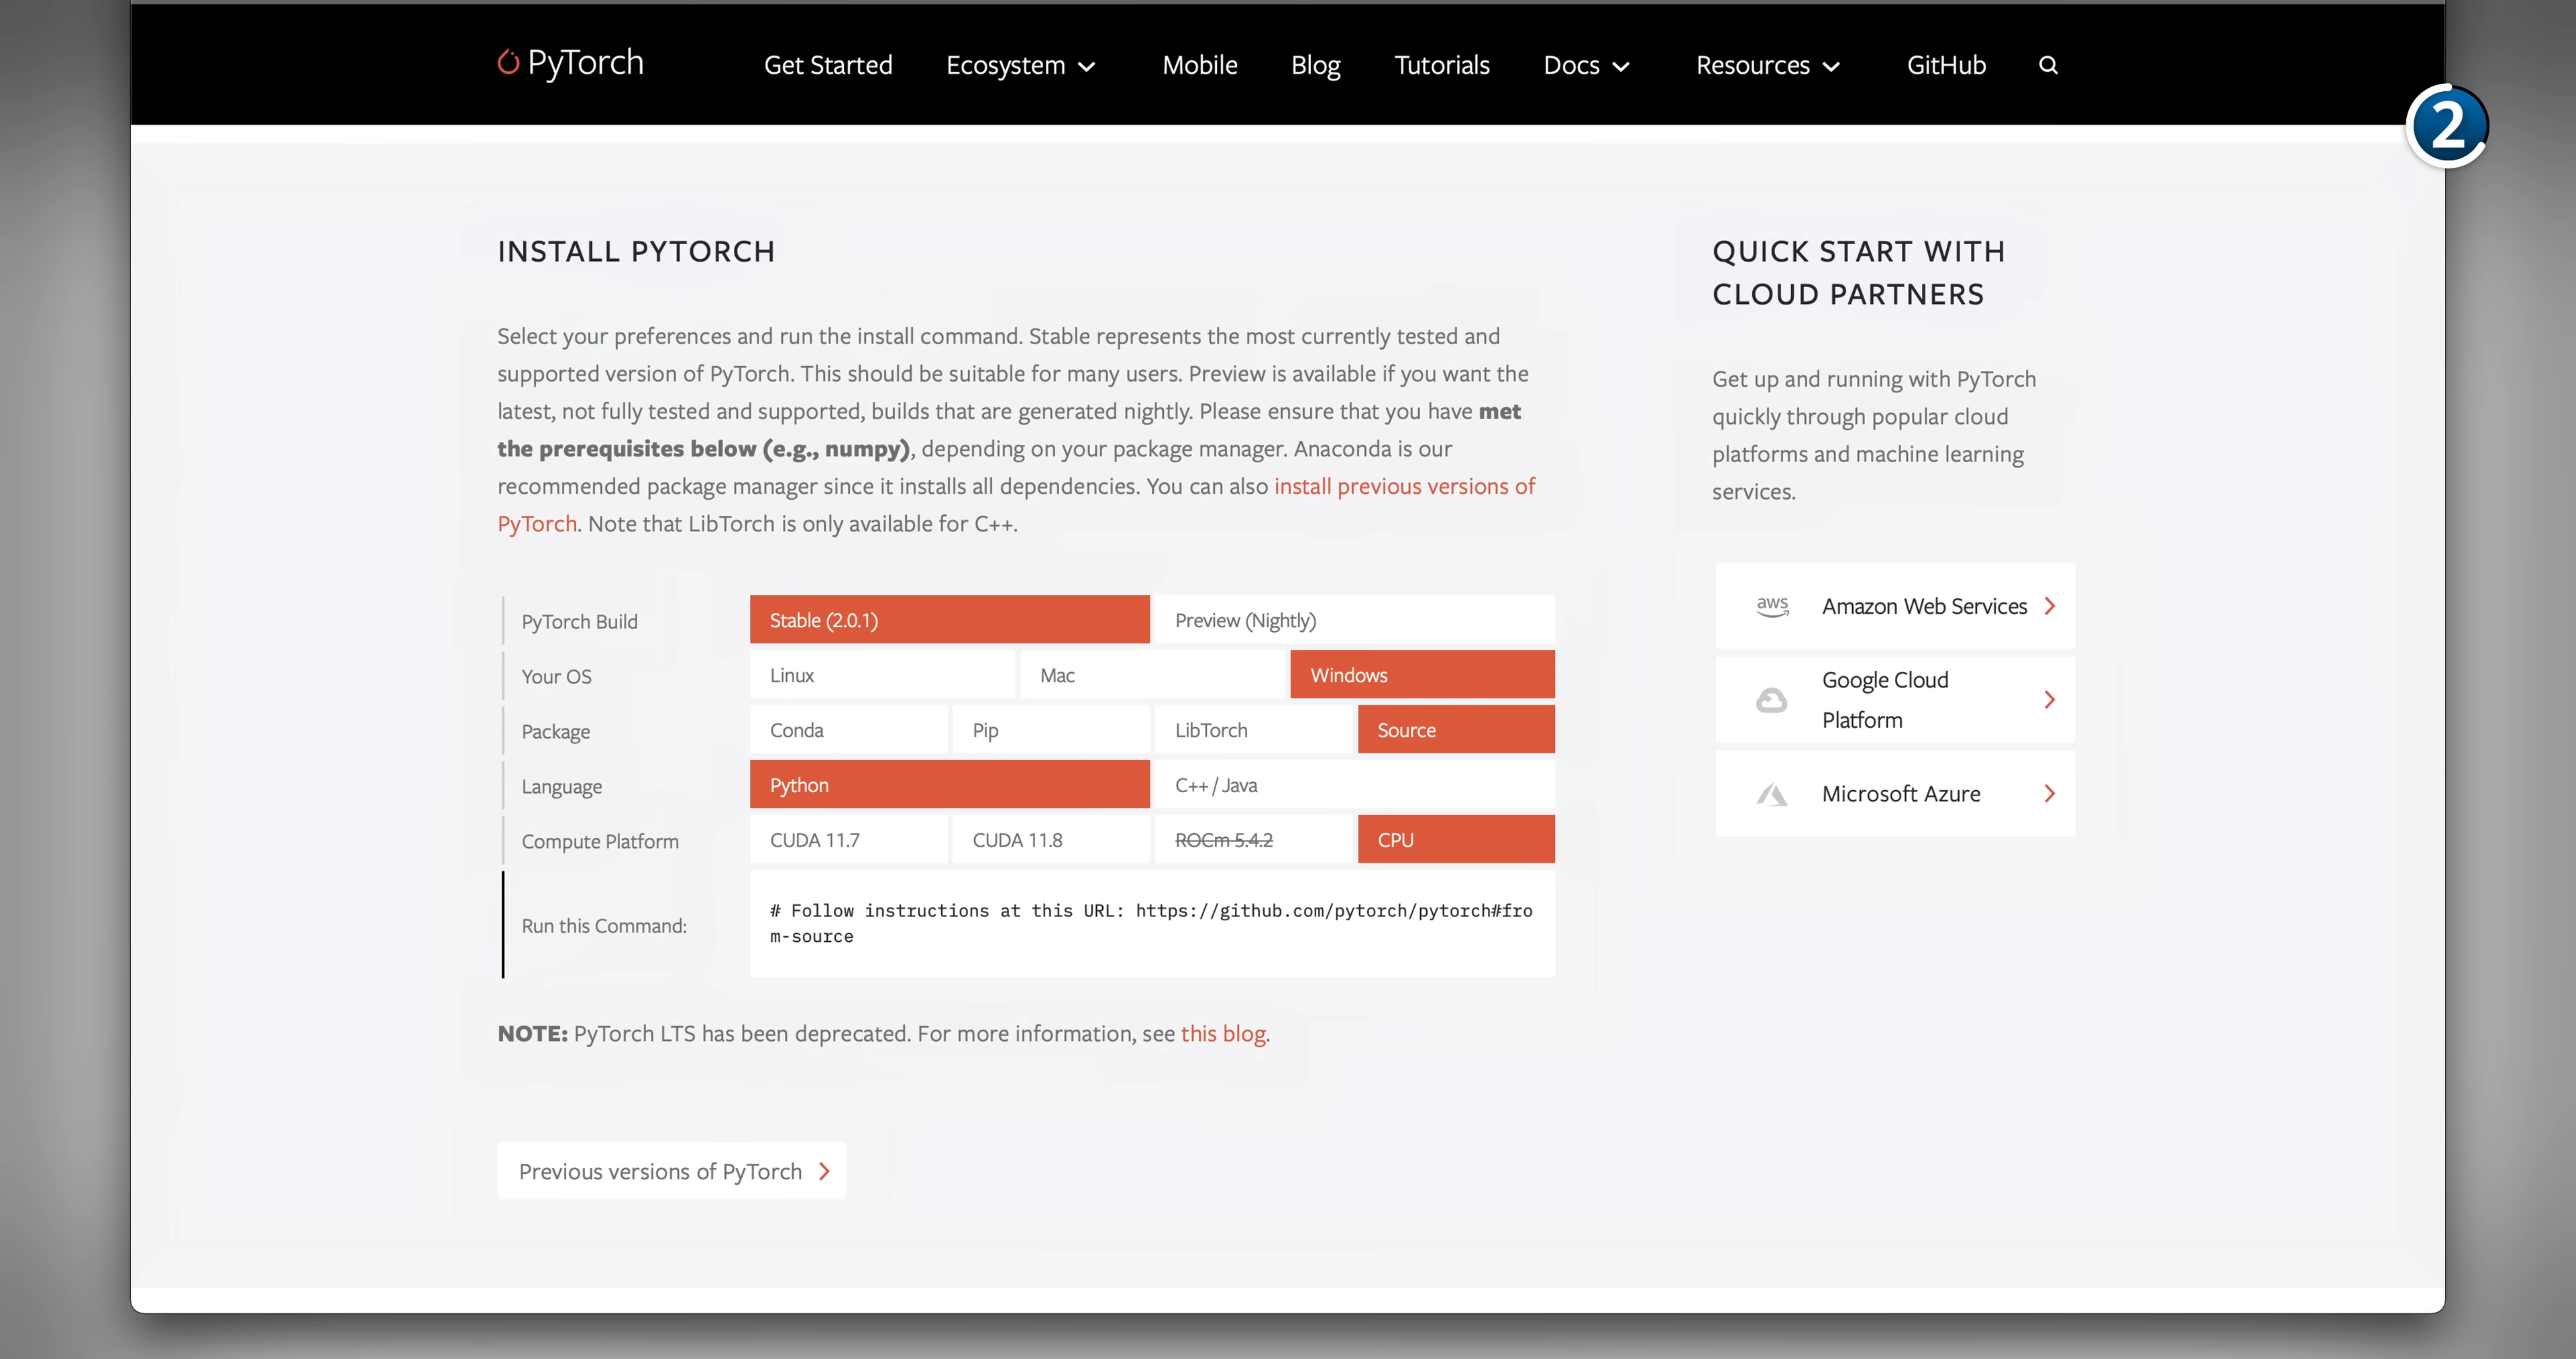 PyTorch
Get Started
Ecosystem
Mobile
Blog
Tutorials
Docs
Resources
GitHub
2
INSTALL PYTORCH
Select your preferences and run the install command. Stable represents the most currently tested and
supported version of PyTorch. This should be suitable for many users. Preview is available if you want the
latest, not fully tested and supported, builds that are generated nightly. Please ensure that you have met
the prerequisites below (e.g., numpy), depending on your package manager. Anaconda is our
recommended package manager since it installs all dependencies. You can also install previous versions of
PyTorch. Note that LibTorch is only available for C++.
PyTorch Build
Stable (2.0.1)
Preview (Nightly)
Your OS
Linux
Mac
Windows
Package
Conda
Pip
LibTorch
Source
Language
Python
C++ / Java
Compute Platform
CUDA 11.7
CUDA 11.8
ROCm 5.4.2
CPU
Run this Command:
# Follow instructions at this URL: https://github.com/pytorch/pytorch#fro
m-source
NOTE: PyTorch LTS has been deprecated. For more information, see this blog.
Previous versions of PyTorch
QUICK START WITH
CLOUD PARTNERS
Get up and running with PyTorch
quickly through popular cloud
platforms and machine learning
services.
aws
Amazon Web Services
Google Cloud
Platform
Microsoft Azure